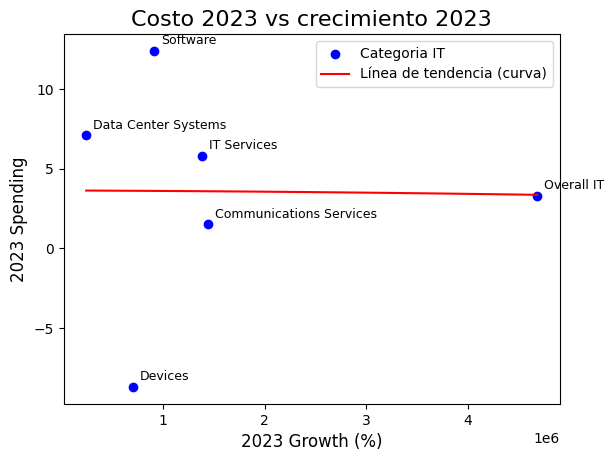 Costo 2023 vs crecimiento 2023
Software
Categoria IT
Línea de tendencia (curva)
10
Data Center Systems
IT Services
5
Overall IT
Communications Services
0
−5
Devices
2023 Spending
1
2
3
4
1e6
2023 Growth (%)